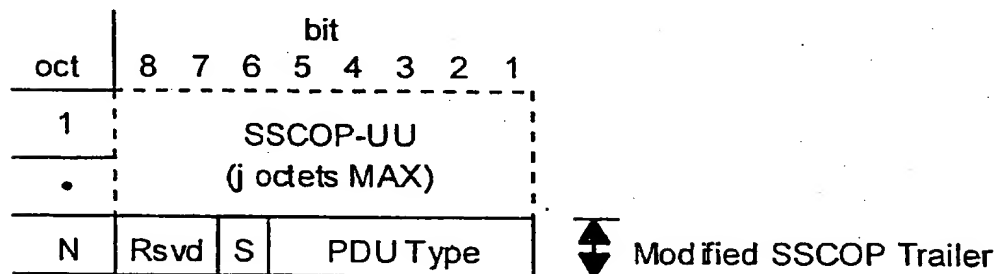 bit
oct 8 7 6 5 4 3 2 1
1 SSCOP-UU
• (j octets MAX)
N Rsvd S PDU Type Modified SSCOP Trailer